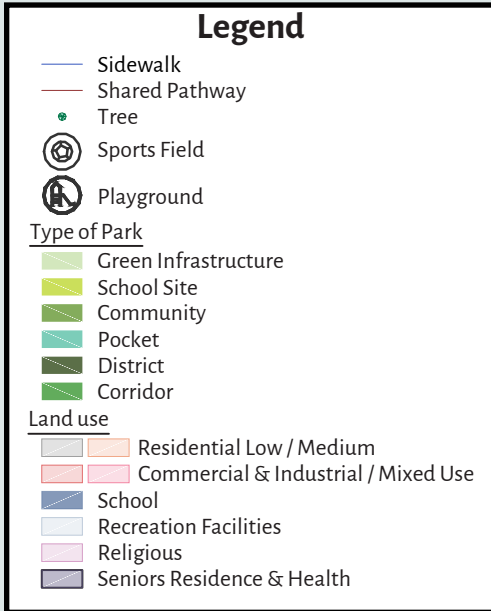 Legend
Sidewalk
Shared Pathway
Tree
Sports Field
Playground
Type of Park
Green Infrastructure
School Site
Community
Pocket
District
Corridor
Land use
Residential Low / Medium
Commercial & Industrial / Mixed Use
School
Recreation Facilities
Religious
Seniors Residence & Health